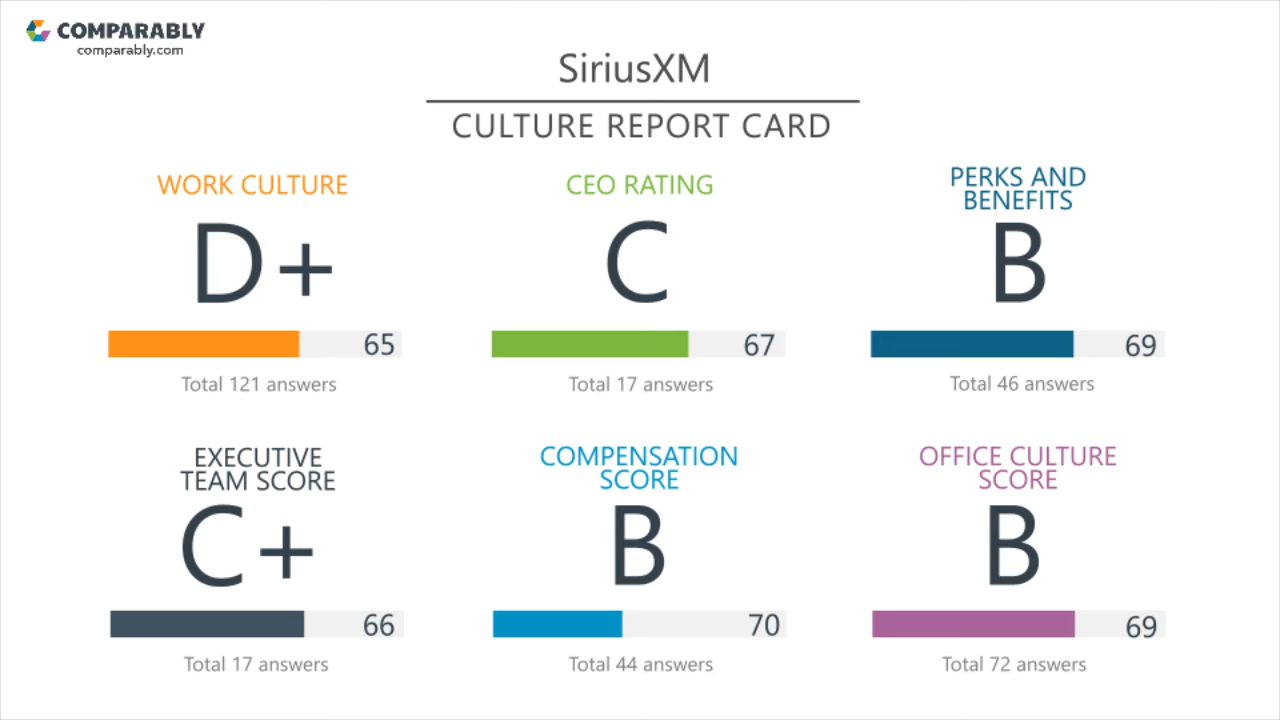 COMPARABLY
comparably.com
SiriusXM
CULTURE REPORT CARD
WORK CULTURE
D+
65
Total 121 answers
CEO RATING
C
67
Total 17 answers
PERKS AND
BENEFITS
B
69
Total 46 answers
EXECUTIVE
TEAM SCORE
C+
66
Total 17 answers
COMPENSATION
SCORE
B
70
Total 44 answers
OFFICE CULTURE
SCORE
B
69
Total 72 answers